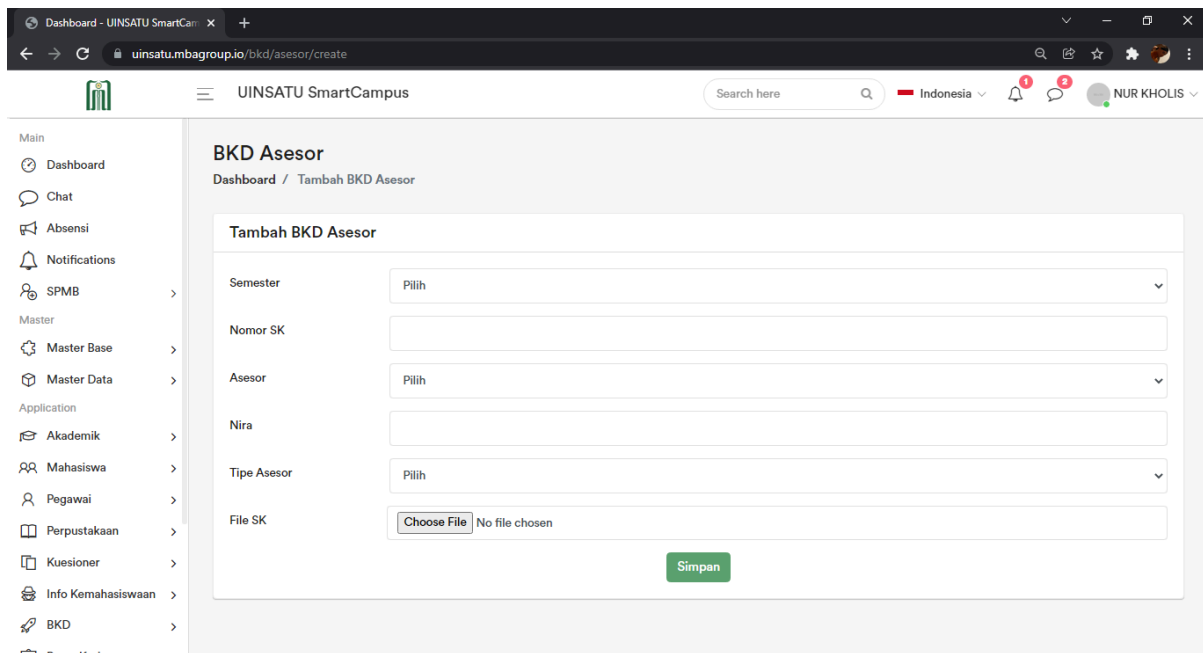 Dashboard - UINSATU SmartCam
uinsatu.mbagroup.io/bkd/asesor/create
UINSATU SmartCampus
Search here
Indonesia
1
2
NUR KHOLIS
Main
Dashboard
Chat
Absensi
Notifications
SPMB
Master
Master Base
Master Data
Application
Akademik
Mahasiswa
Pegawai
Perpustakaan
Kuesioner
Info Kemahasiswaan
BKD
BKD Asesor
Dashboard / Tambah BKD Asesor
Tambah BKD Asesor
Semester Pilih
Nomor SK
Asesor Pilih
Nira
Tipe Asesor Pilih
File SK Choose File No file chosen
Simpan